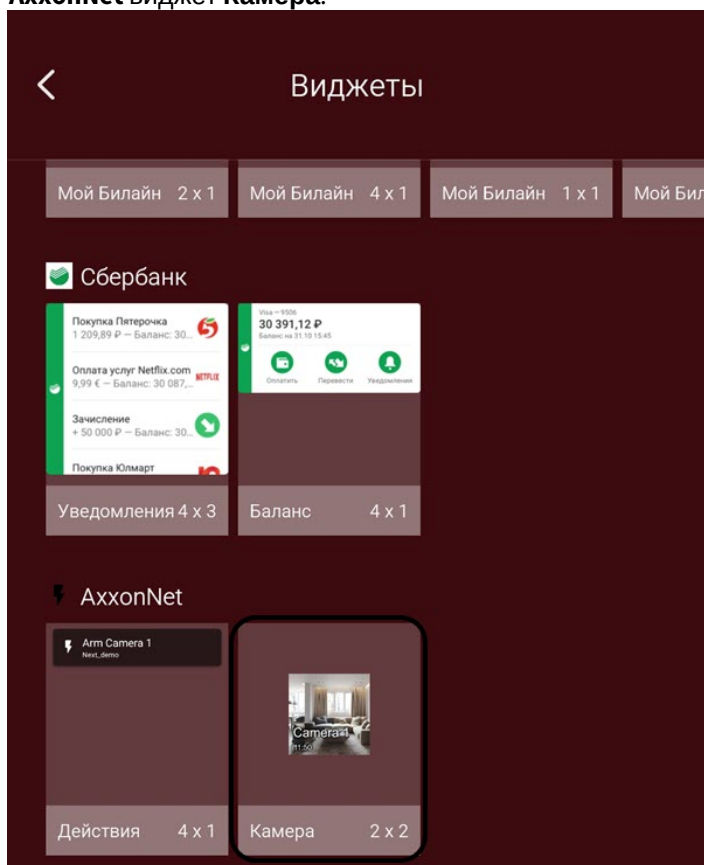 AxxonNet виджет Камера.
Виджеты
Мой Билайн 2 x 1
Мой Билайн 4 x 1
Мой Билайн 1 x 1
Мой Бил
Сбербанк
Покупка Пятерочка
1 209,89 ₽ — Баланс: 30...
Оплата услуг Netflix.com
9,99 € — Баланс: 30 087,...
NETFLIX
Зачисление
+ 50 000 ₽ — Баланс: 30...
Покупка Юлмарт
Visa — 9506
30 391,12 ₽
Баланс на 31.10 15:45
Оплатить Перевести Уведомления
Уведомления 4 x 3
Баланс 4 x 1
AxxonNet
Arm Camera 1
Next_demo
Camera 1
11:50
Действия 4 x 1
Камера 2 x 2